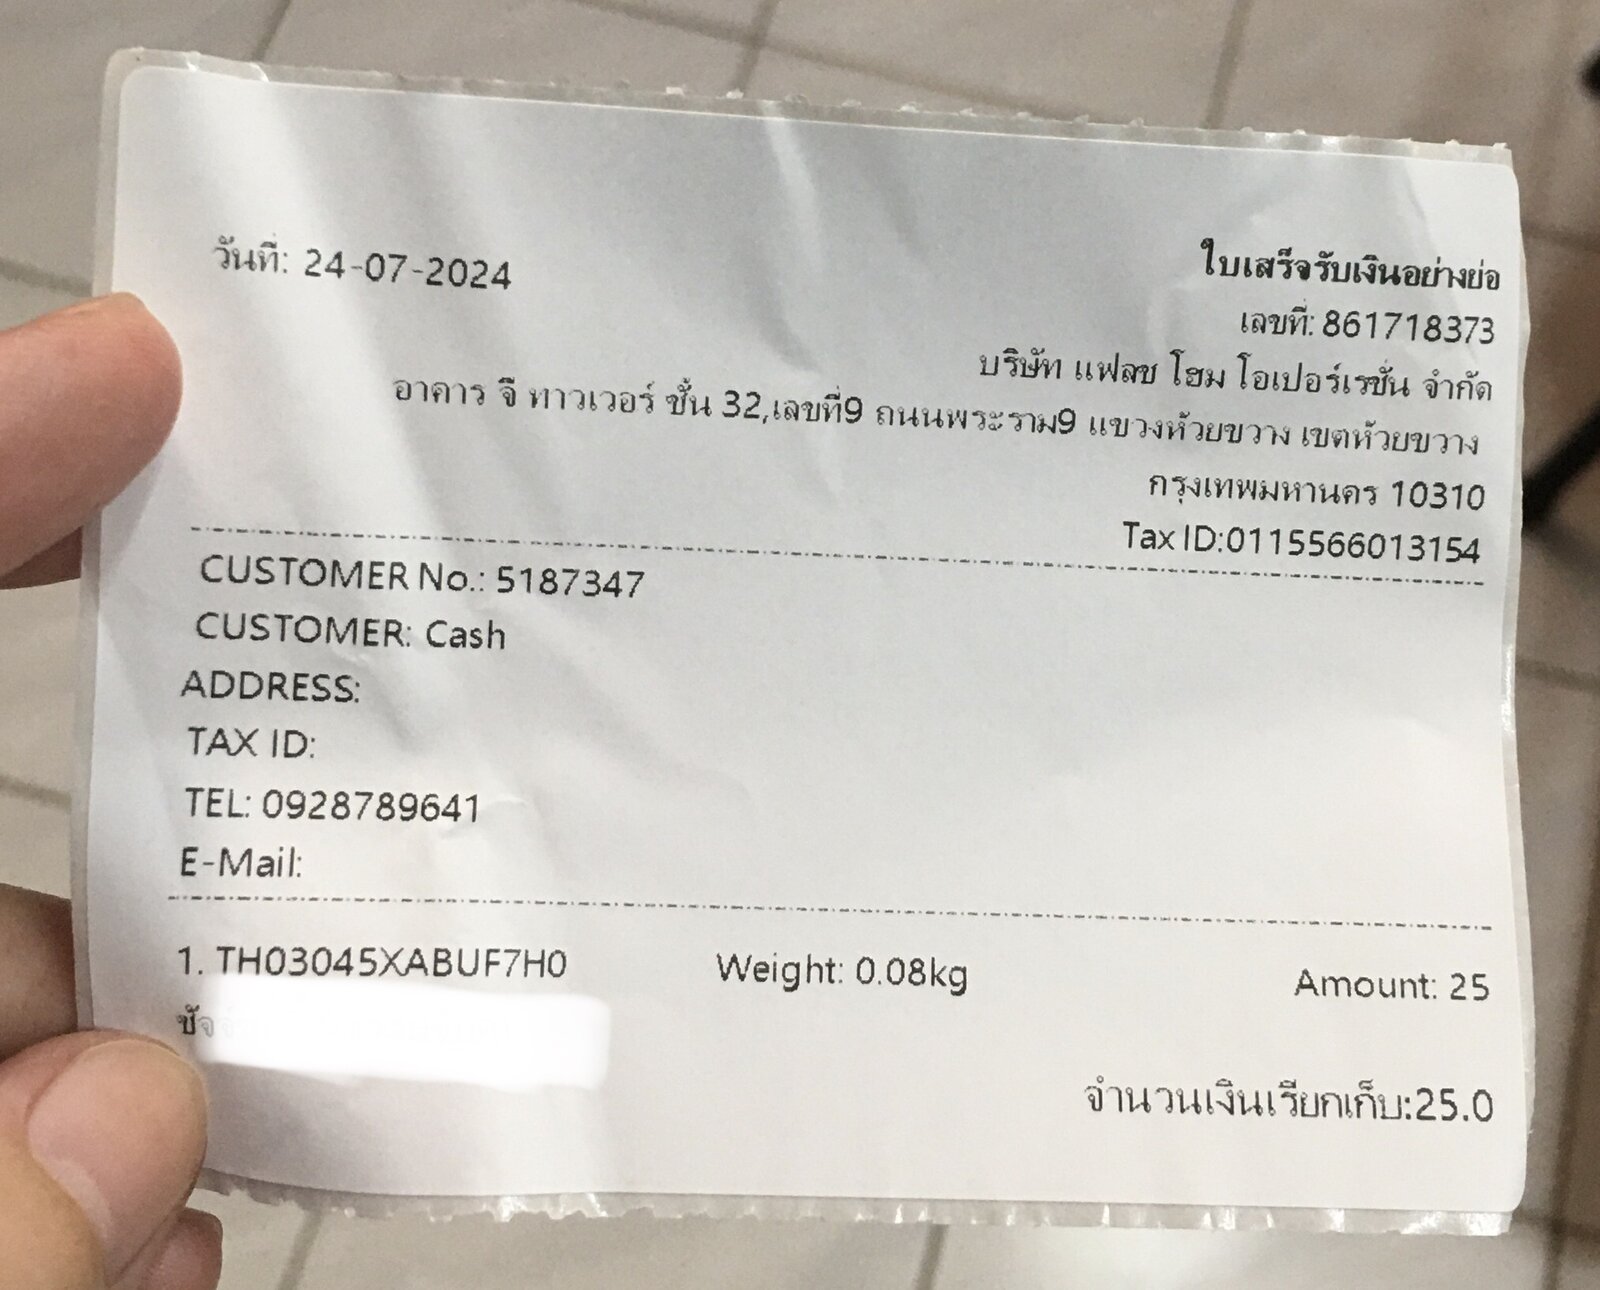 วันที่: 24-07-2024
ใบเสร็จรับเงินอย่างย่อ
เลขที่: 861718373
บริษัท แฟลช โฮม โอเปอร์เรชั่น จำกัด
อาคาร จี ทาวเวอร์ ชั้น 32,เลขที่9 ถนนพระราม9 แขวงห้วยขวาง เขตห้วยขวาง
กรุงเทพมหานคร 10310
Tax ID:0115566013154
CUSTOMER No.: 5187347
CUSTOMER: Cash
ADDRESS:
TAX ID:
TEL: 0928789641
E-Mail:
1. TH03045XABUF7H0 Weight: 0.08kg Amount: 25
จำนวนเงินเรียกเก็บ:25.0